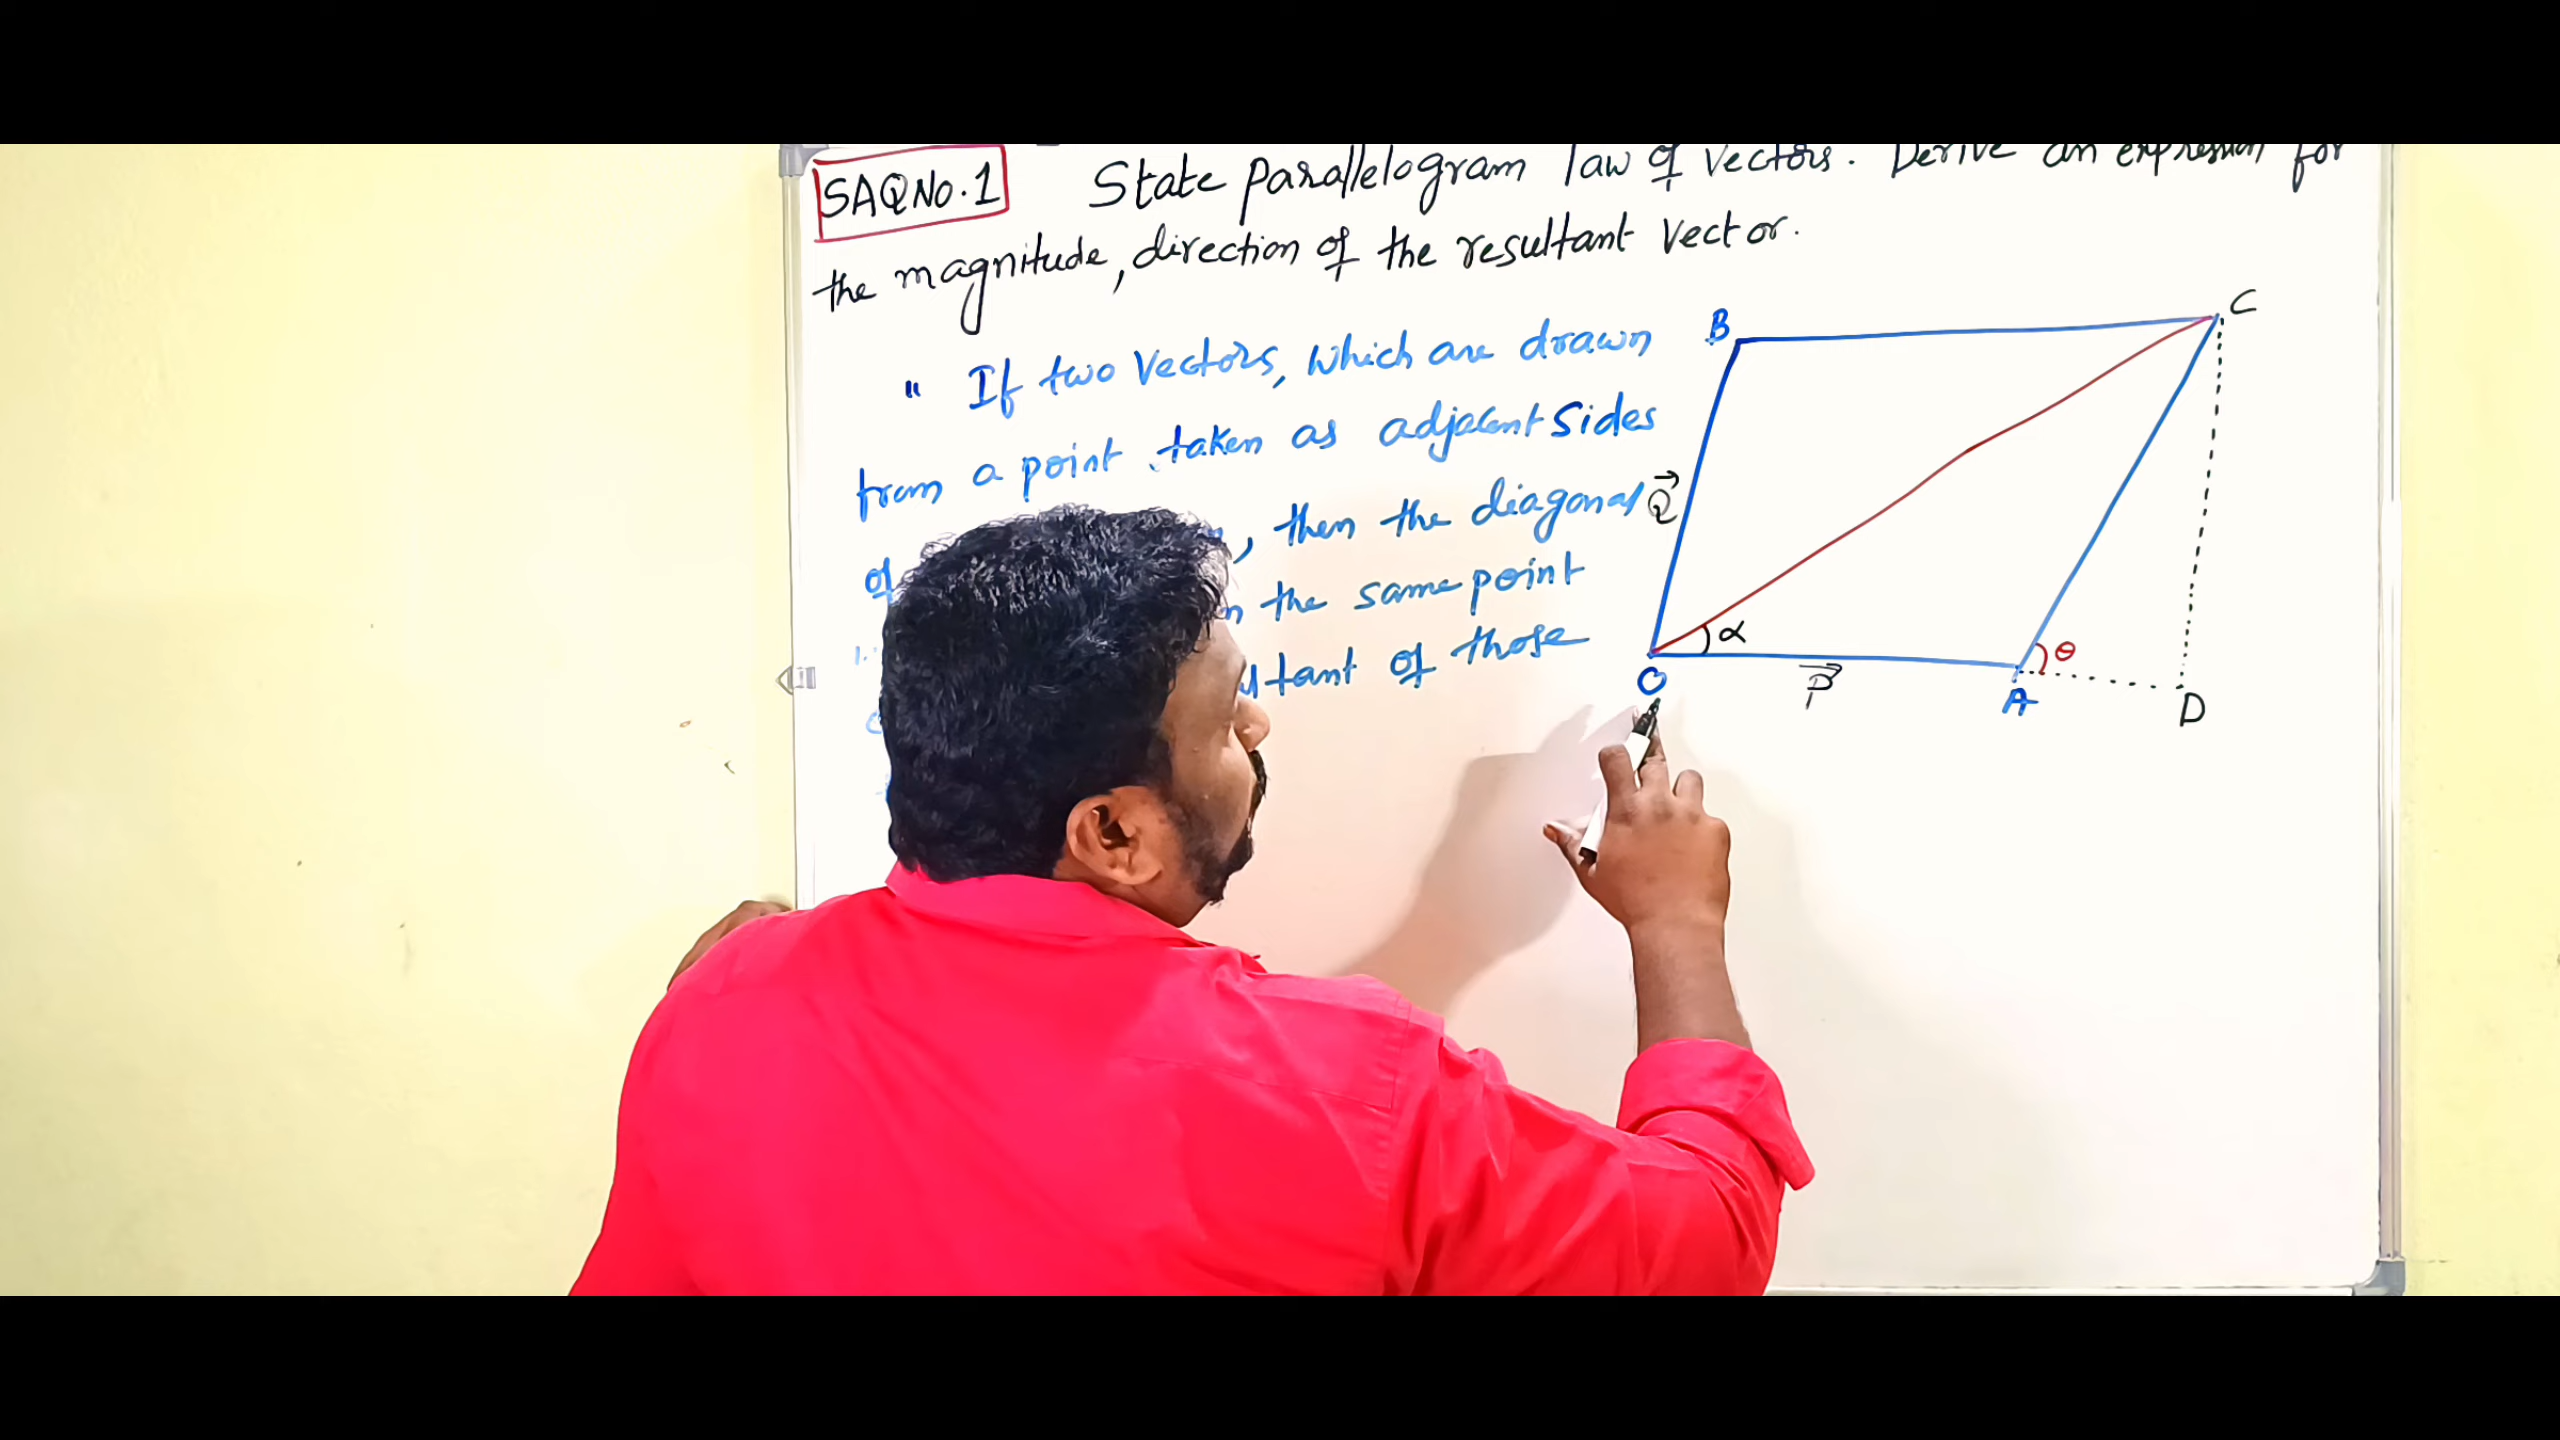 SAQNo.1 State parallelogram law of Vectors. Derive an expression for
the magnitude, direction of the resultant Vector.
" If two Vectors, which are drawn
from a point taken as adjacent sides
of , then the diagonal
the same point
of those
B
C
Q
α
θ
O
P
A
D